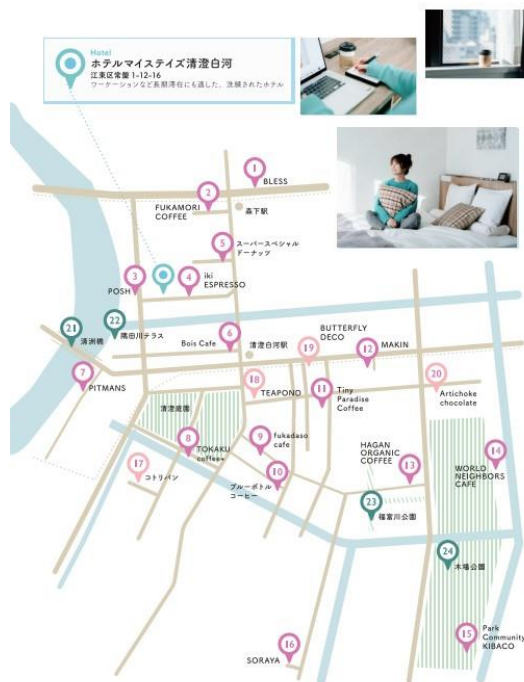 Hotel
ホテルマイステイズ清澄白河
江東区常盤 1-12-16
ワーケーションなど長期滞在にも適した、洗練されたホテル
1
BLESS
2
FUKAMORI
COFFEE
森下駅
5
スーパースペシャル
ドーナッツ
3
POSH
4
iki
ESPRESSO
21
清洲橋
22
隅田川テラス
6
Bois Cafe
清澄白河駅
BUTTERFLY
DECO
19
12
MAKIN
7
PITMANS
18
TEAPONO
11
Tiny
Paradise
Coffee
20
Artichoke
chocolate
清澄庭園
8
TOKAKU
coffee+
9
fukadaso
cafe
10
ブルーボトル
コーヒー
17
コトリパン
HAGAN
ORGANIC
COFFEE
13
14
WORLD
NEIGHBORS
CAFE
23
福富川公園
24
木場公園
15
Park
Community
KIBACO
16
SORAYA